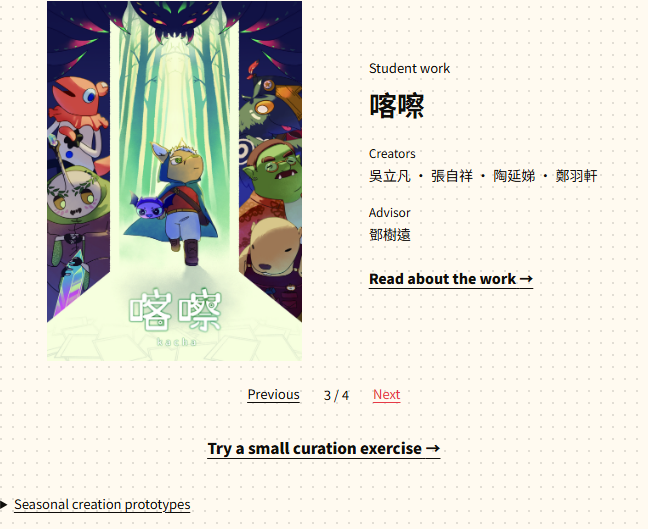 喀嚓
kacha
Student work
喀嚓
Creators
吳立凡 · 張自祥 · 陶延娣 · 鄭羽軒
Advisor
鄧樹遠
Read about the work →
Previous 3 / 4 Next
Try a small curation exercise →
Seasonal creation prototypes